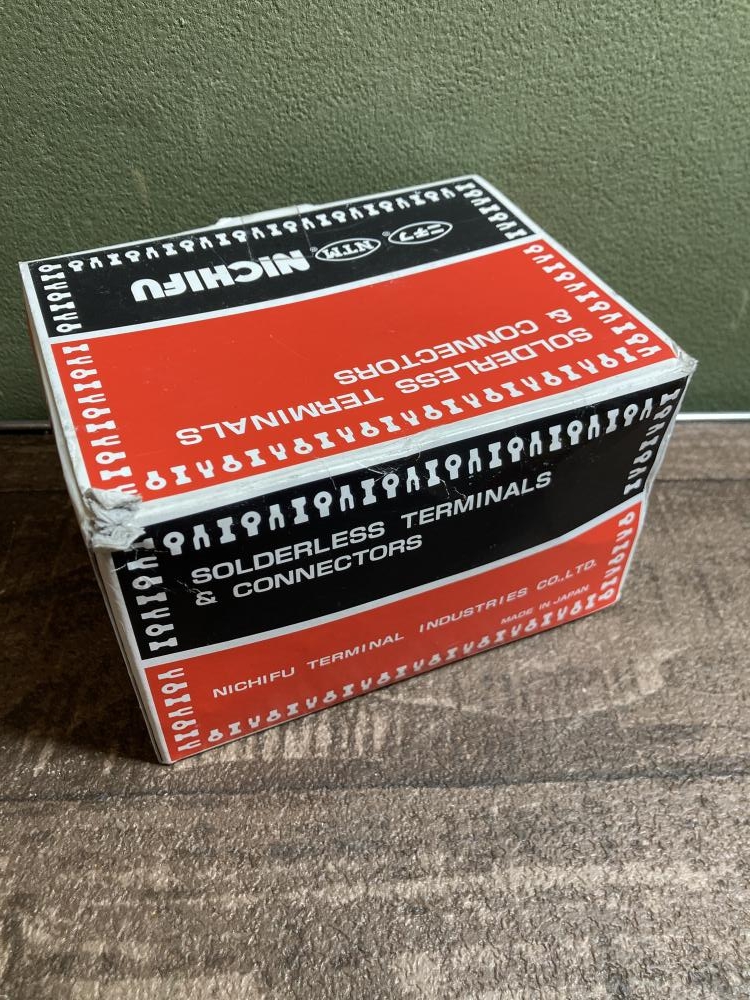 ニチフ®
NTM®
NICHIFU
SOLDERLESS TERMINALS
& CONNECTORS
SOLDERLESS TERMINALS
& CONNECTORS
NICHIFU TERMINAL INDUSTRIES CO.,LTD.
MADE IN JAPAN